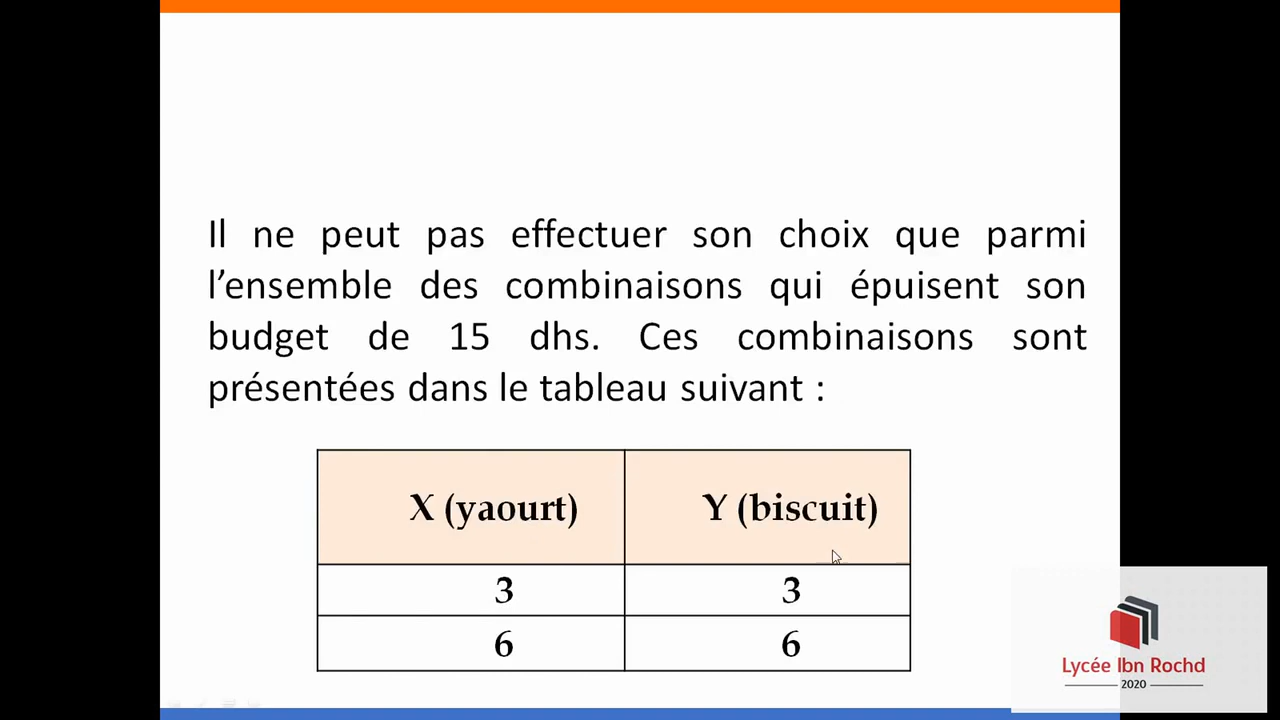 Il ne peut pas effectuer son choix que parmi
l’ensemble des combinaisons qui épuisent son
budget de 15 dhs. Ces combinaisons sont
présentées dans le tableau suivant :
X (yaourt) Y (biscuit)
3 3
6 6
Lycée Ibn Rochd
2020